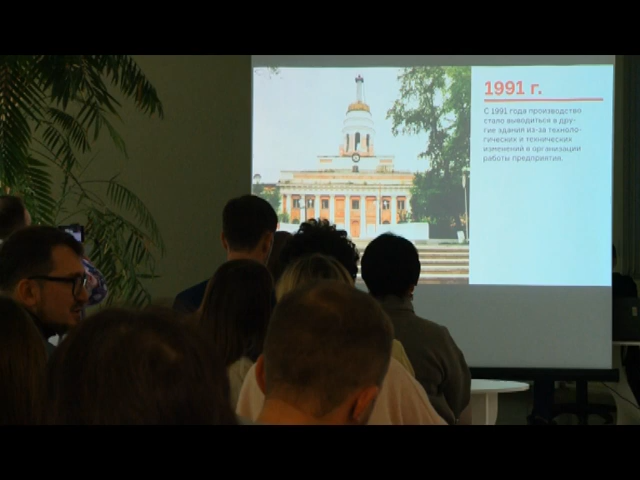 1991 г.
С 1991 года производство
стало выводиться в дру-
гие здания из-за техноло-
гических и технических
изменений в организации
работы предприятия.